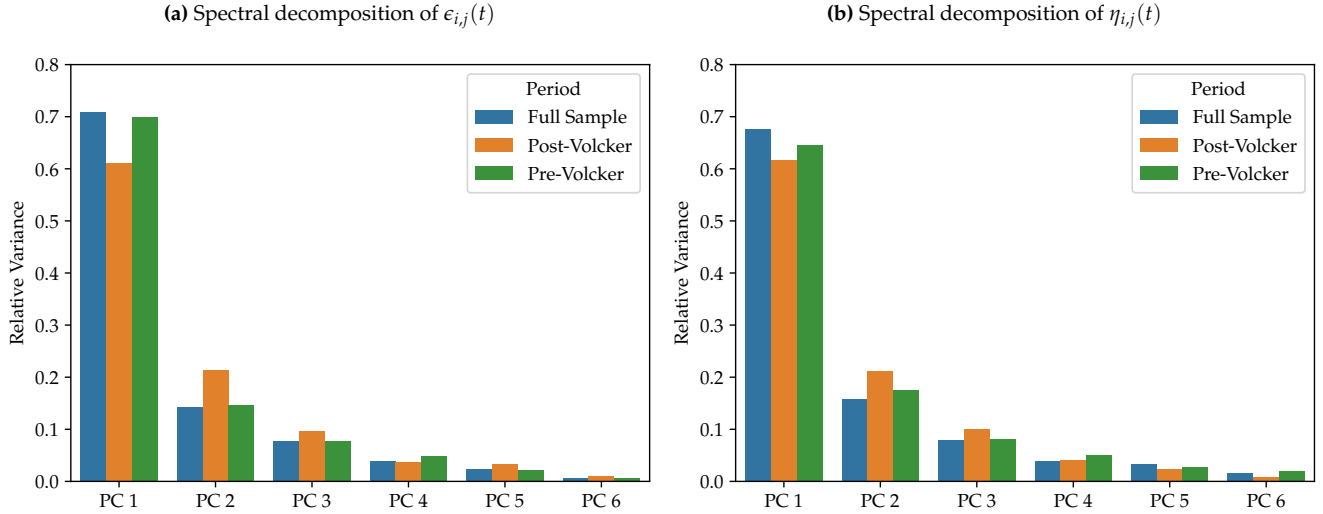 (a) Spectral decomposition of ϵi,j(t)
0.8
0.7
0.6
0.5
0.4
0.3
0.2
0.1
0.0
Relative Variance
Period
Full Sample
Post-Volcker
Pre-Volcker
PC 1 PC 2 PC 3 PC 4 PC 5 PC 6
(b) Spectral decomposition of ηi,j(t)
0.8
0.7
0.6
0.5
0.4
0.3
0.2
0.1
0.0
Relative Variance
Period
Full Sample
Post-Volcker
Pre-Volcker
PC 1 PC 2 PC 3 PC 4 PC 5 PC 6